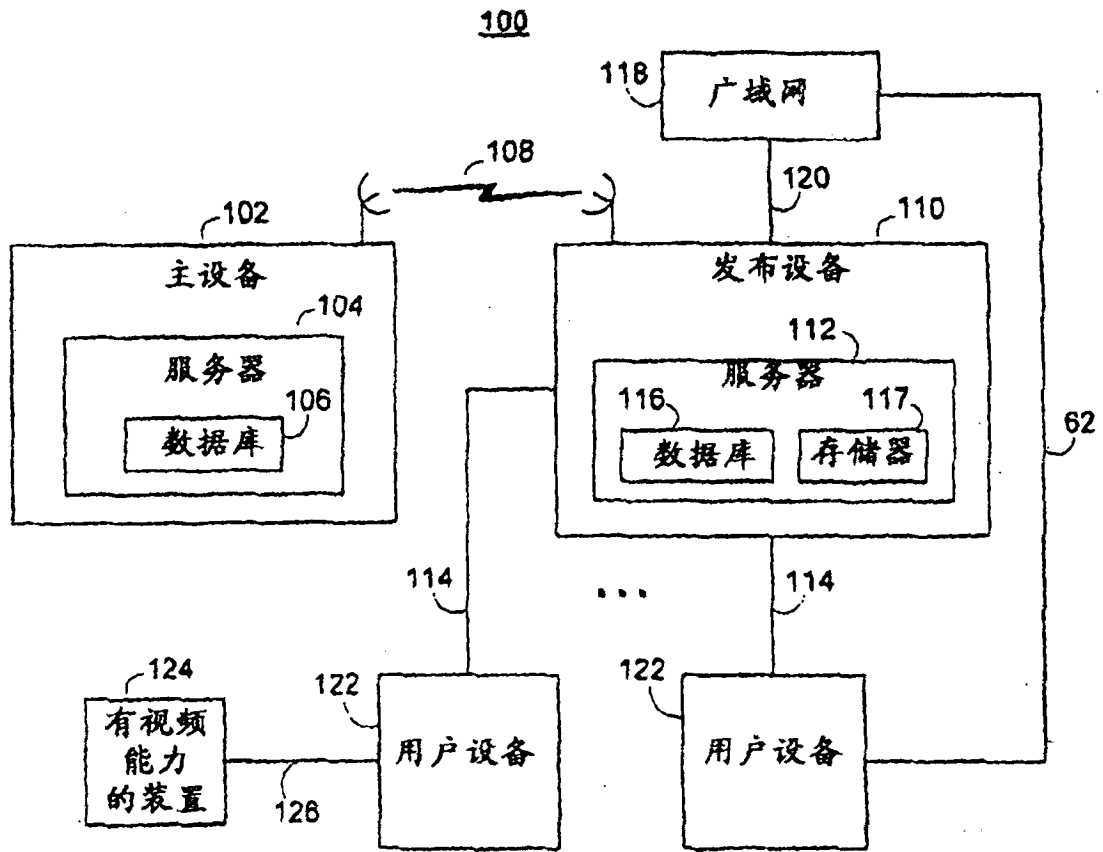 100
118
广域网
108
120
102
110
主设备
发布设备
104
112
服务器
服务器
106
116
117
数据库
数据库
存储器
62
114
...
114
124
122
122
有视频
能力
的装置
用户设备
用户设备
126